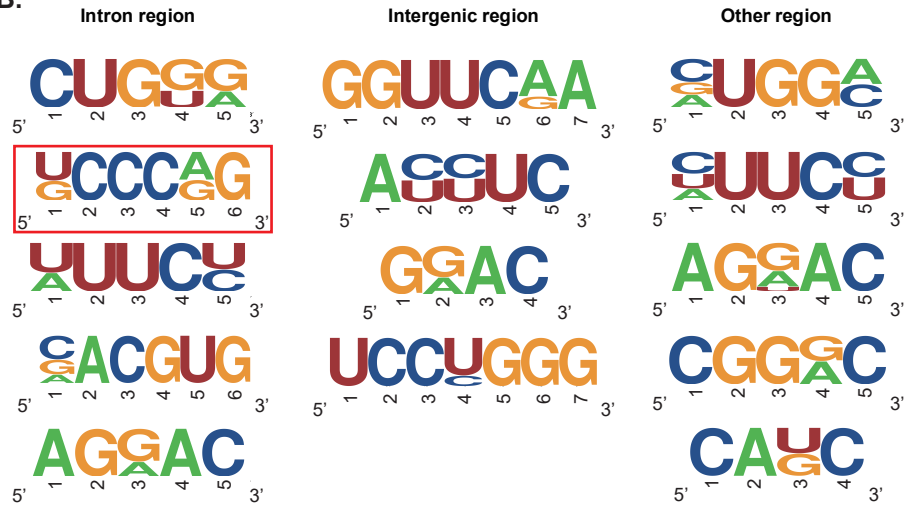 B.
Intron region
CUGGG
UA
5' 1 2 3 4 5 3'
UCCCAG
GG
5' 1 2 3 4 5 6 3'
UUUCU
AC
5' 1 2 3 4 5 3'
CACGUG
G
A
5' 1 2 3 4 5 6 3'
AGGAC
A
5' 1 2 3 4 5 3'
Intergenic region
GGUUCAA
G
5' 1 2 3 4 5 6 7 3'
ACCUC
UU
5' 1 2 3 4 5 3'
GGAC
A
5' 1 2 3 4 3'
UCCUGGG
C
5' 1 2 3 4 5 6 7 3'
Other region
CUGGA
GC
A
5' 1 2 3 4 5 3'
CUUCC
UU
A
5' 1 2 3 4 5 3'
AGGAC
A
U
5' 1 2 3 4 5 3'
CGGGC
A
5' 1 2 3 4 5 3'
CAUC
G
5' 1 2 3 4 3'